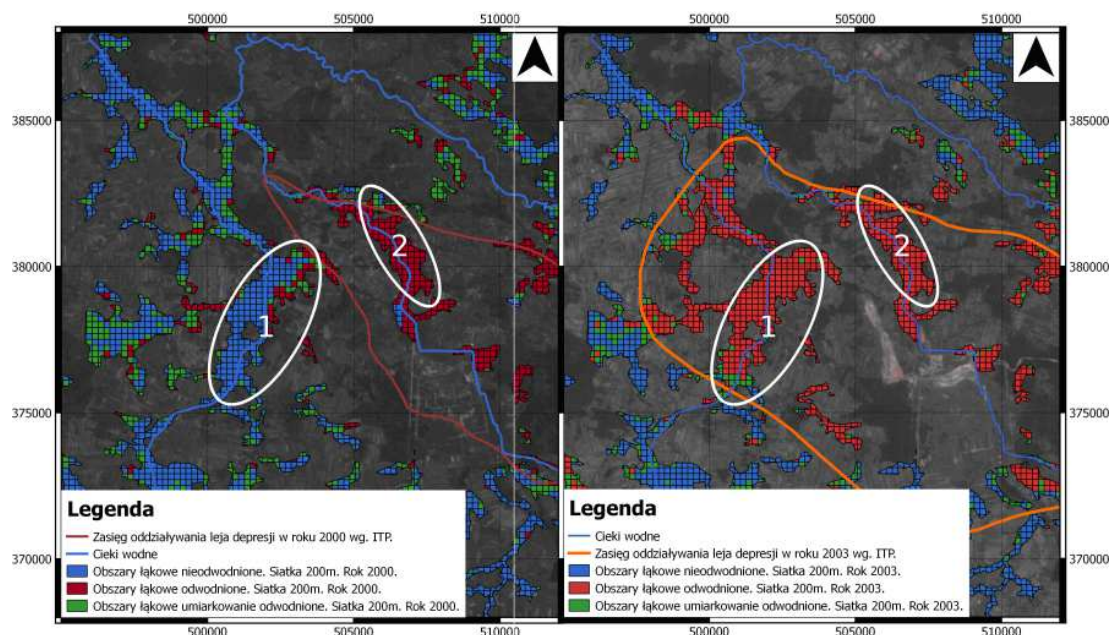 500000 505000 510000 500000 505000 510000
385000 385000
2 2
380000 380000
1 1
375000 375000
Legenda
Zasięg oddziaływania leja depresji w roku 2000 wg. ITP.
Cieki wodne
Obszary łąkowe nieodwodnione. Siatka 200m. Rok 2000.
Obszary łąkowe odwodnione. Siatka 200m. Rok 2000.
Obszary łąkowe umiarkowanie odwodnione. Siatka 200m. Rok 2000.
Legenda
Cieki wodne
Zasięg oddziaływania leja depresji w roku 2003 wg. ITP.
Obszary łąkowe nieodwodnione. Siatka 200m. Rok 2003.
Obszary łąkowe odwodnione. Siatka 200m. Rok 2003.
Obszary łąkowe umiarkowanie odwodnione. Siatka 200m. Rok 2003.
370000 370000
500000 505000 510000 500000 505000 510000